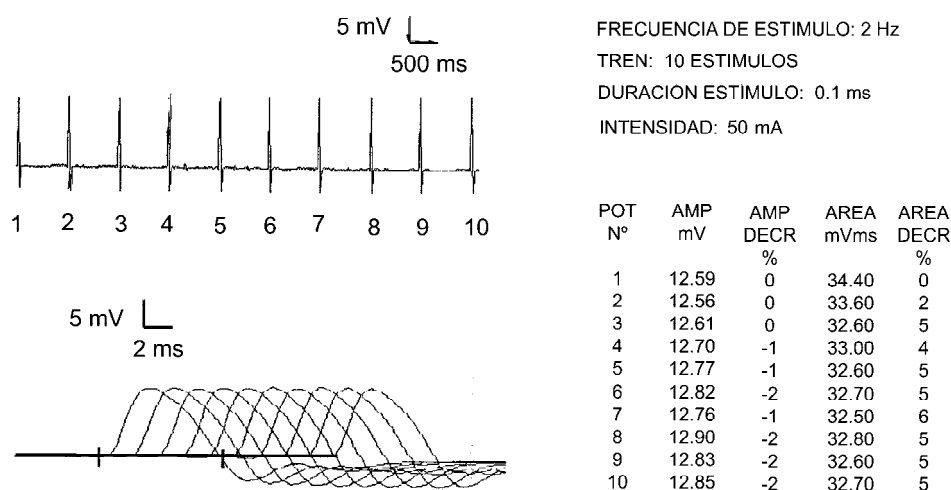 5 mV
500 ms
1 2 3 4 5 6 7 8 9 10
5 mV
2 ms
FRECUENCIA DE ESTIMULO: 2 Hz
TREN: 10 ESTIMULOS
DURACION ESTIMULO: 0.1 ms
INTENSIDAD: 50 mA
POT AMP AMP AREA AREA
Nº mV DECR mVms DECR
% %
1 12.59 0 34.40 0
2 12.56 0 33.60 2
3 12.61 0 32.60 5
4 12.70 -1 33.00 4
5 12.77 -1 32.60 5
6 12.82 -2 32.70 5
7 12.76 -1 32.50 6
8 12.90 -2 32.80 5
9 12.83 -2 32.60 5
10 12.85 -2 32.70 5